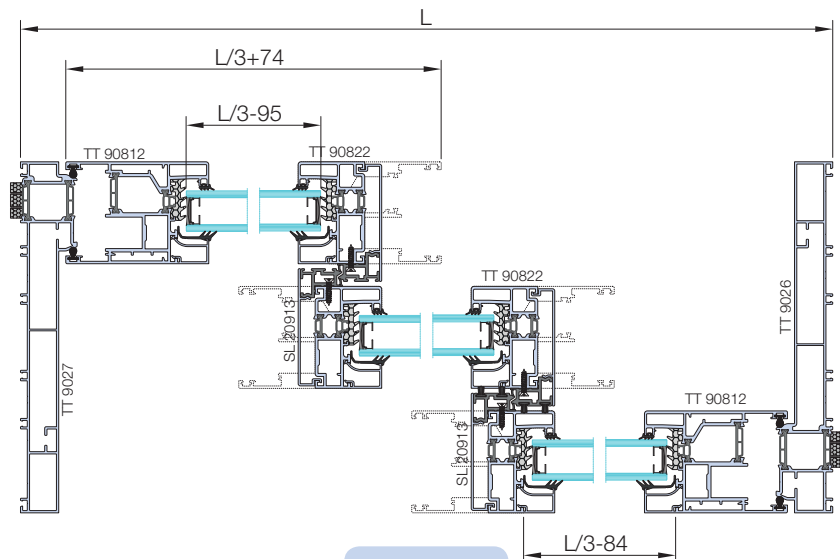 L
L/3+74
L/3-95
TT 90812
TT 90822
TT 90822
SL 20913
TT 9026
TT 9027
TT 90812
SL 20913
L/3-84